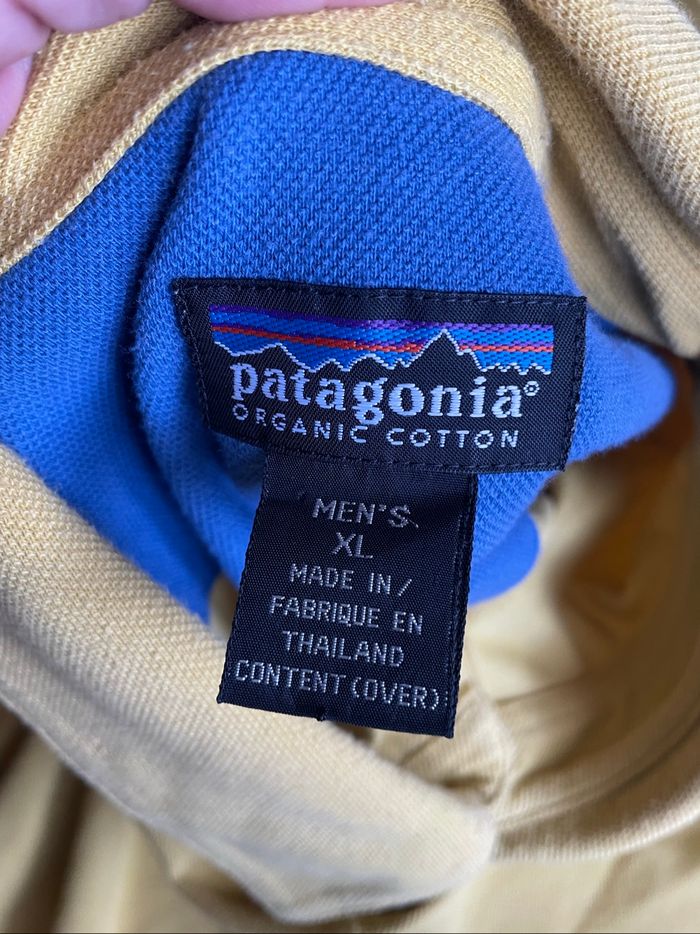 patagonia®
ORGANIC COTTON
MEN'S
XL
MADE IN/
FABRIQUE EN
THAILAND
CONTENT (OVER)